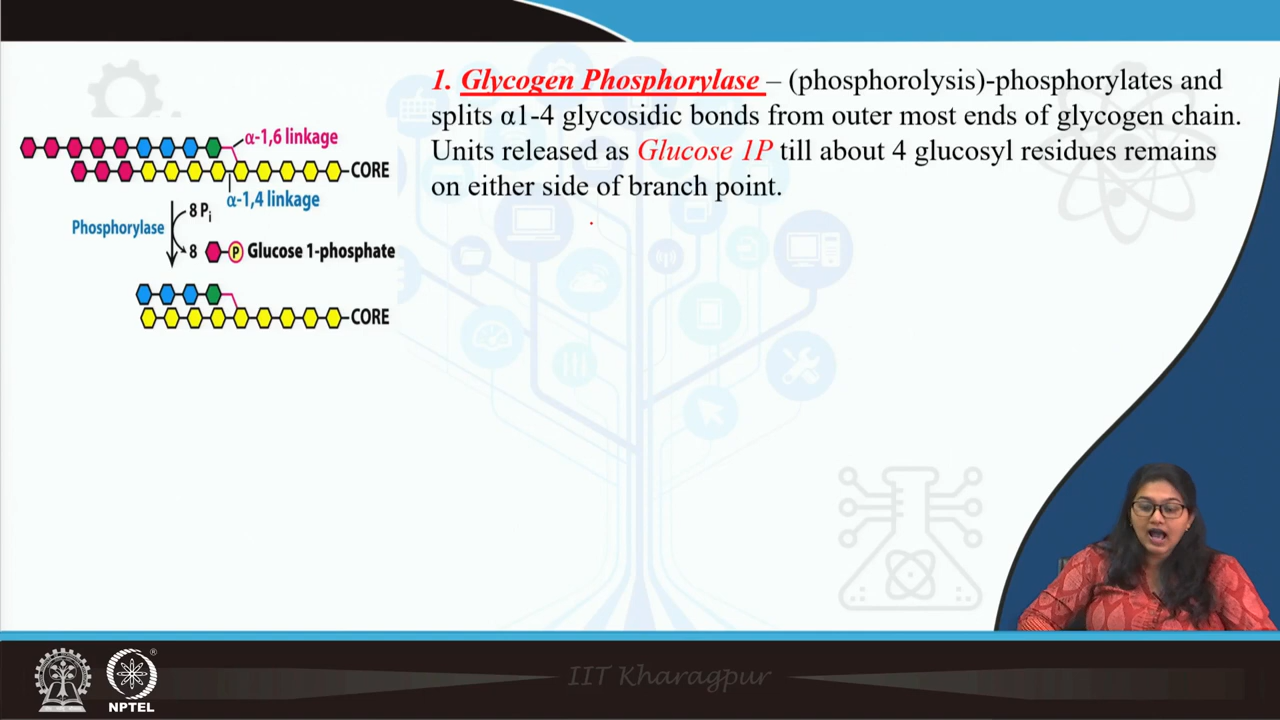 1. Glycogen Phosphorylase – (phosphorolysis)-phosphorylates and
splits α1-4 glycosidic bonds from outer most ends of glycogen chain.
Units released as Glucose 1P till about 4 glucosyl residues remains
on either side of branch point.
α-1,6 linkage
CORE
α-1,4 linkage
Phosphorylase
8 Pi
8 P Glucose 1-phosphate
CORE
IIT Kharagpur
NPTEL